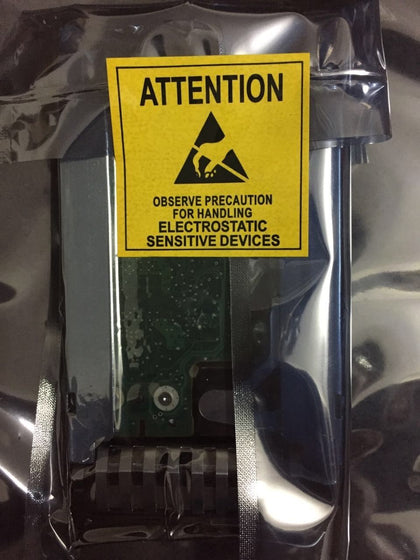 ATTENTION
OBSERVE PRECAUTION
FOR HANDLING
ELECTROSTATIC
SENSITIVE DEVICES